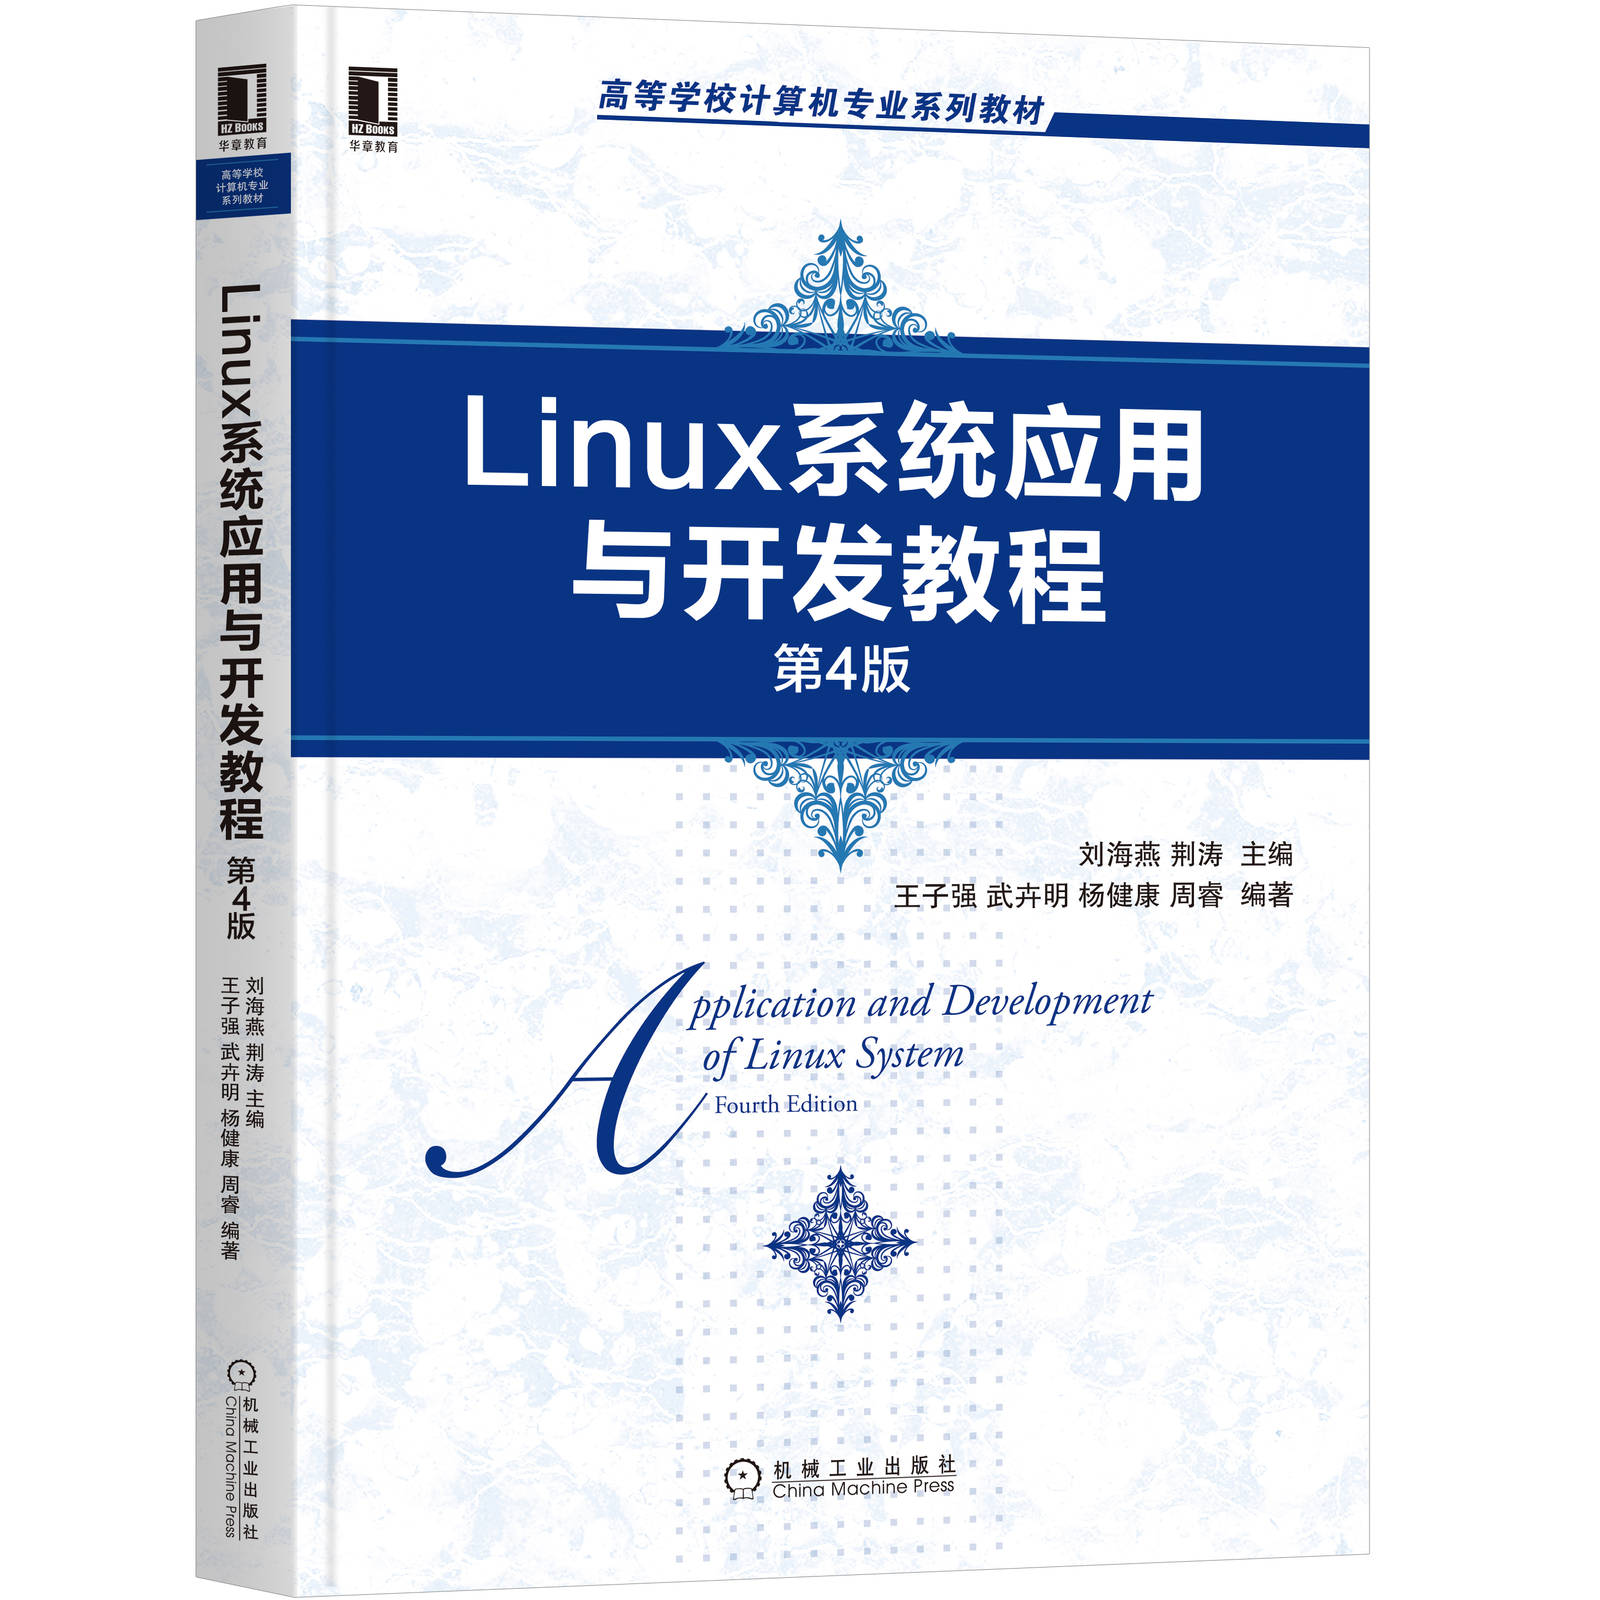 HZ BOOKS
华章教育
高等学校
计算机专业
系列教材
Linux系统应用与开发教程 第4版
刘海燕 荆涛 主编
王子强 武卉明 杨健康 周睿 编著
机械工业出版社
China Machine Press
HZ BOOKS
华章教育
高等学校计算机专业系列教材
Linux系统应用
与开发教程
第4版
刘海燕 荆涛 主编
王子强 武卉明 杨健康 周睿 编著
Application and Development
of Linux System
Fourth Edition
机械工业出版社
China Machine Press